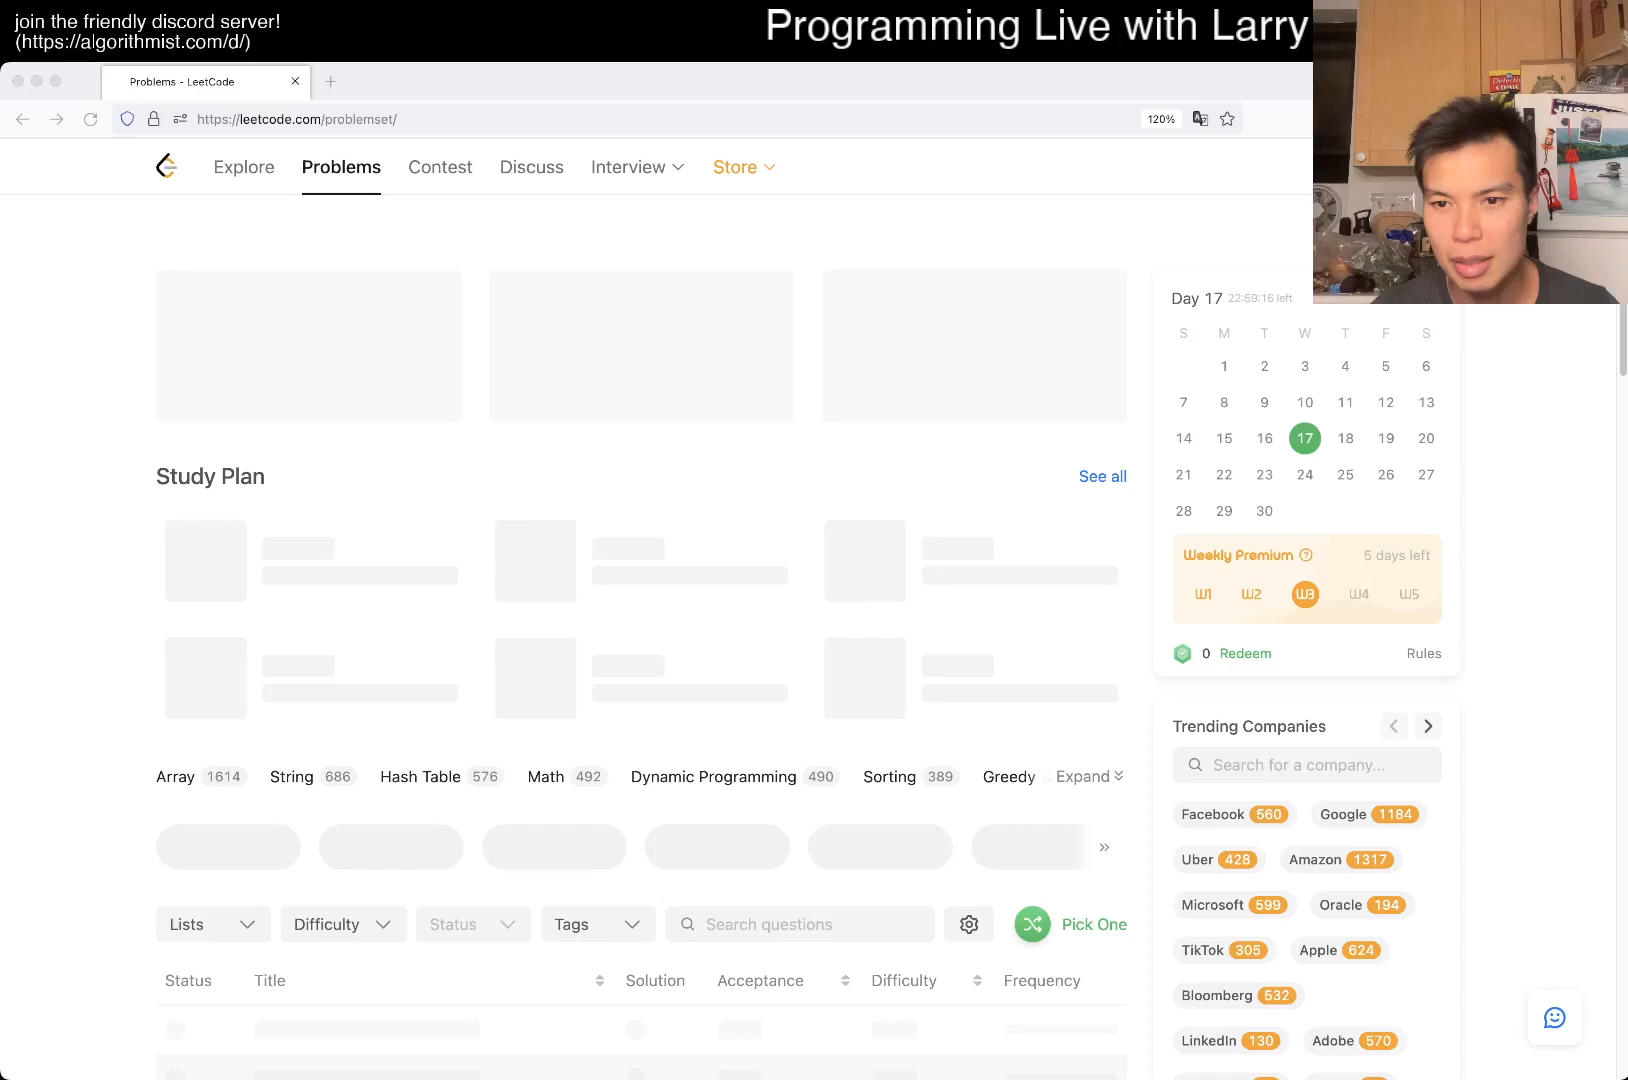 join the friendly discord server!
(https://algorithmist.com/d/)
Programming Live with Larry
Problems - LeetCode
https://leetcode.com/problemset/
120%
Explore Problems Contest Discuss Interview Store
Day 17 22:59:16 left
S M T W T F S
1 2 3 4 5 6
7 8 9 10 11 12 13
14 15 16 17 18 19 20
21 22 23 24 25 26 27
28 29 30
Weekly Premium 5 days left
W1 W2 W3 W4 W5
0 Redeem Rules
Study Plan See all
Array 1614 String 686 Hash Table 576 Math 492 Dynamic Programming 490 Sorting 389 Greedy Expand
Lists Difficulty Status Tags Search questions Pick One
Status Title Solution Acceptance Difficulty Frequency
Trending Companies
Search for a company...
Facebook 560 Google 1184
Uber 428 Amazon 1317
Microsoft 599 Oracle 194
TikTok 305 Apple 624
Bloomberg 532
LinkedIn 130 Adobe 570